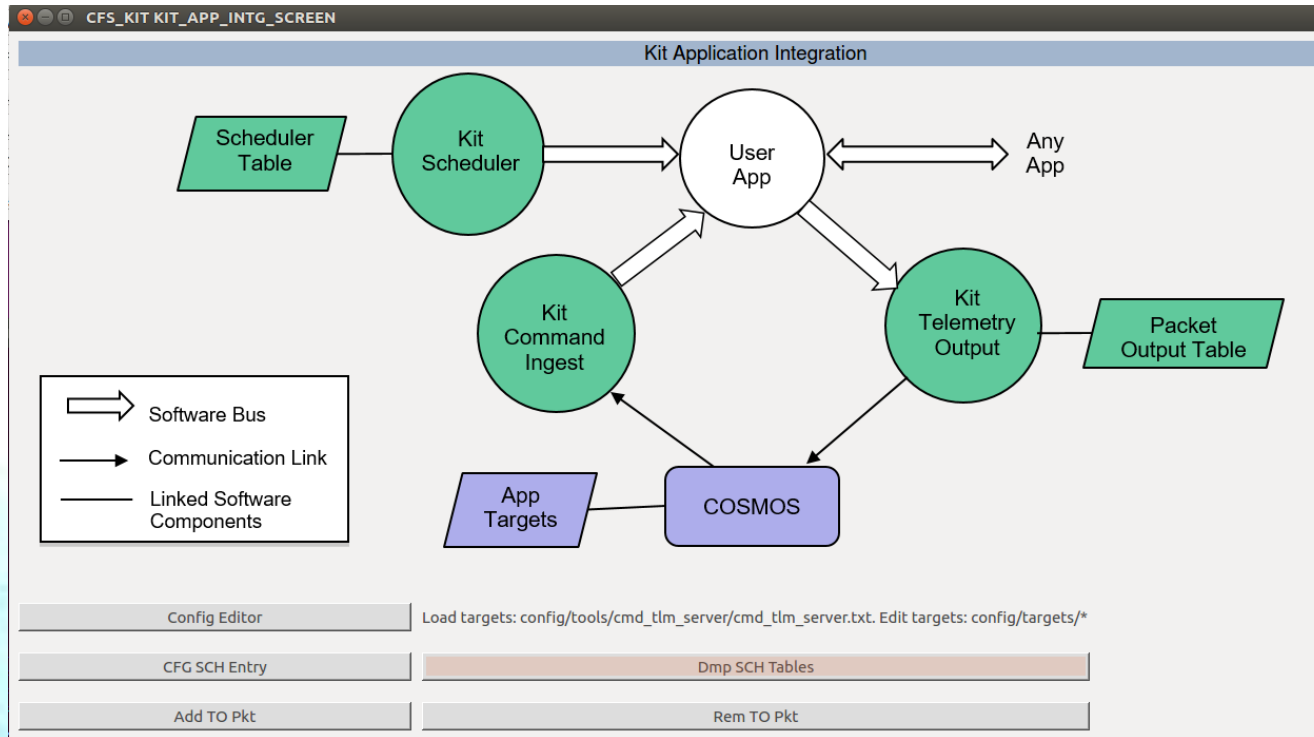 CFS_KIT KIT_APP_INTG_SCREEN
Kit Application Integration
Scheduler
Table
Kit
Scheduler
User
App
Any
App
Kit
Command
Ingest
Kit
Telemetry
Output
Packet
Output Table
Software Bus
Communication Link
Linked Software
Components
App
Targets
COSMOS
Config Editor
Load targets: config/tools/cmd_tlm_server/cmd_tlm_server.txt. Edit targets: config/targets/*
CFG SCH Entry
Dmp SCH Tables
Add TO Pkt
Rem TO Pkt